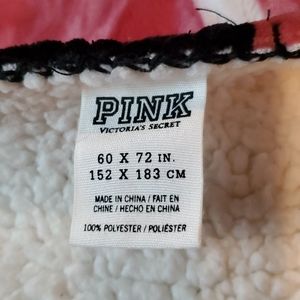 PINK
VICTORIA'S SECRET
60 X 72 IN.
152 X 183 CM
MADE IN CHINA / FAIT EN
CHINE / HECHO EN CHINA
100% POLYESTER / POLIÉSTER